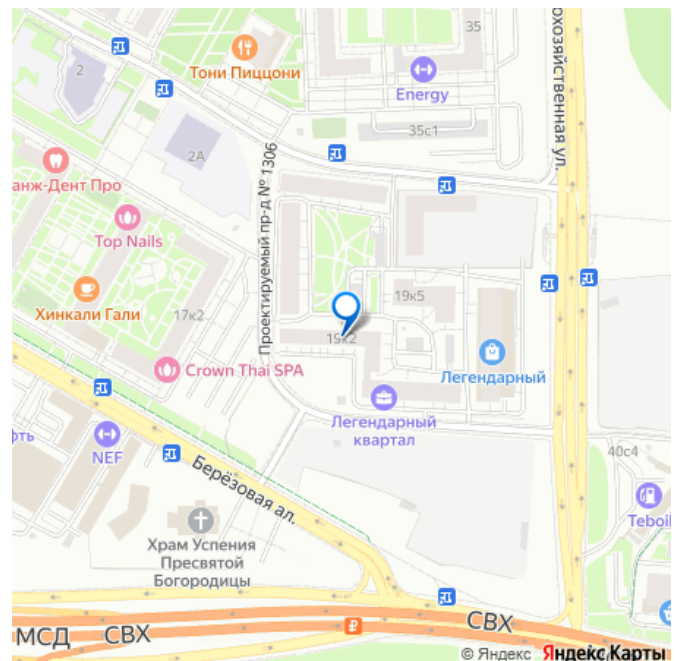 35
Тони Пиццони
2
Energy
35с1
охозяйственная ул.
2А
Проектируемый пр-д № 1306
анж-Дент Про
Top Nails
Хинкали Гали
17к2
19к5
19к2
Crown Thai SPA
Легендарный
Легендарный
квартал
40с4
фть
NEF
Берёзовая ал.
Teboil
Храм Успения
Пресвятой
Богородицы
МСД
СВХ
СВХ
© Яндекс Яндекс Карты